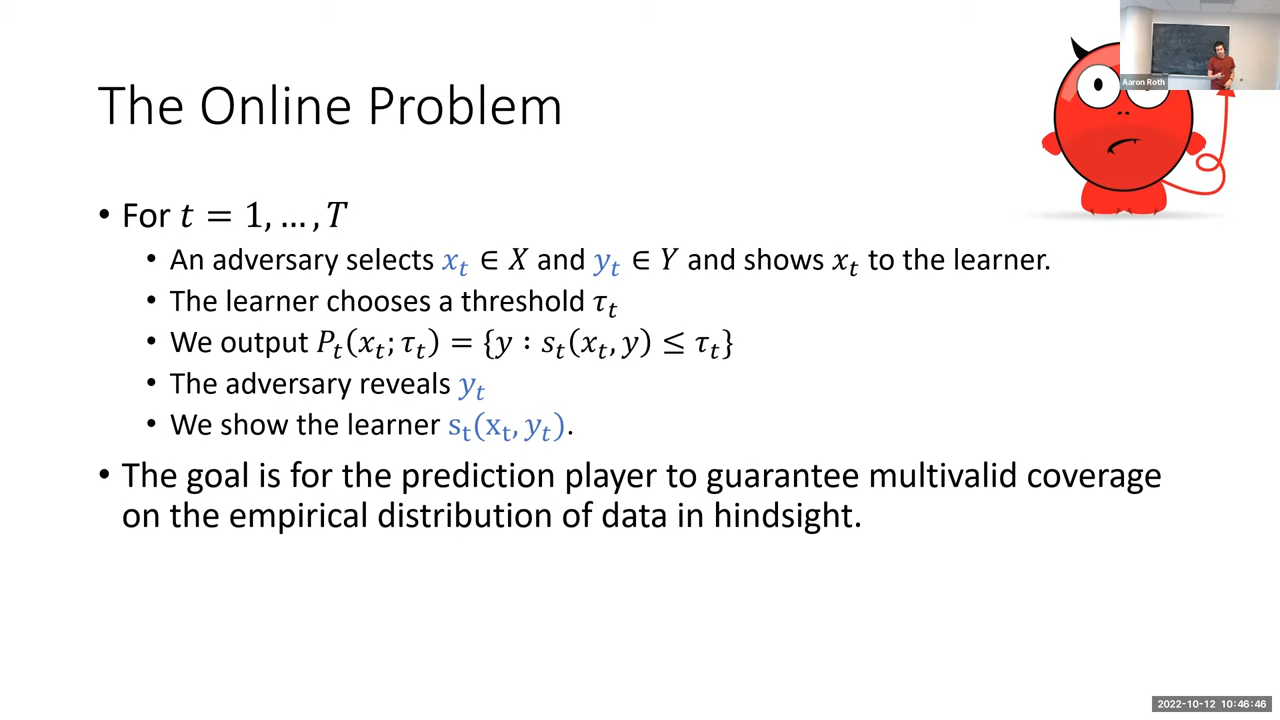 Aaron Roth
The Online Problem
• For 𝑡 = 1, … , 𝑇
• An adversary selects 𝑥ₜ ∈ 𝑋 and 𝑦ₜ ∈ 𝑌 and shows 𝑥ₜ to the learner.
• The learner chooses a threshold 𝜏ₜ
• We output 𝑃ₜ(𝑥ₜ; 𝜏ₜ) = {𝑦 : 𝑠ₜ(𝑥ₜ, 𝑦) ≤ 𝜏ₜ}
• The adversary reveals 𝑦ₜ
• We show the learner sₜ(xₜ, 𝑦ₜ).
• The goal is for the prediction player to guarantee multivalid coverage
on the empirical distribution of data in hindsight.
2022-10-12 10:46:46